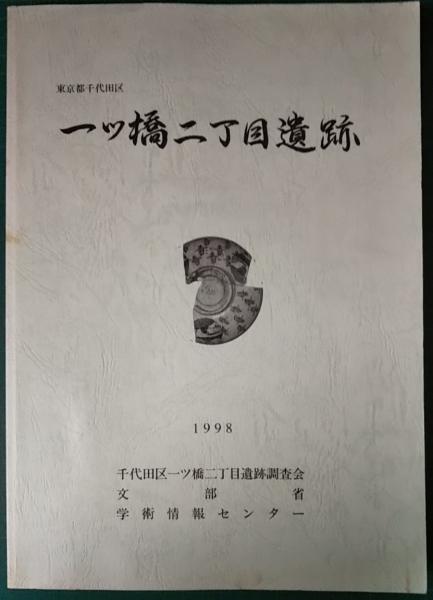 東京都千代田区
一ツ橋二丁目遺跡
1998
千代田区一ツ橋二丁目遺跡調査会
文部省
学術情報センター